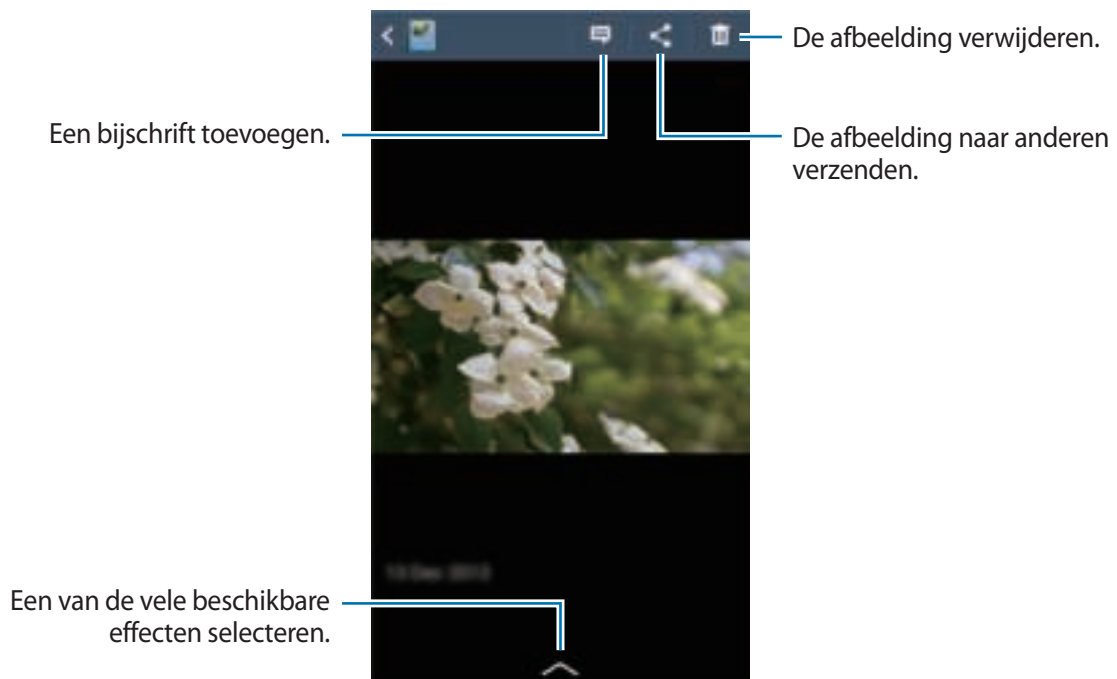 De afbeelding verwijderen.
Een bijschrift toevoegen.
De afbeelding naar anderen
verzenden.
Een van de vele beschikbare
effecten selecteren.